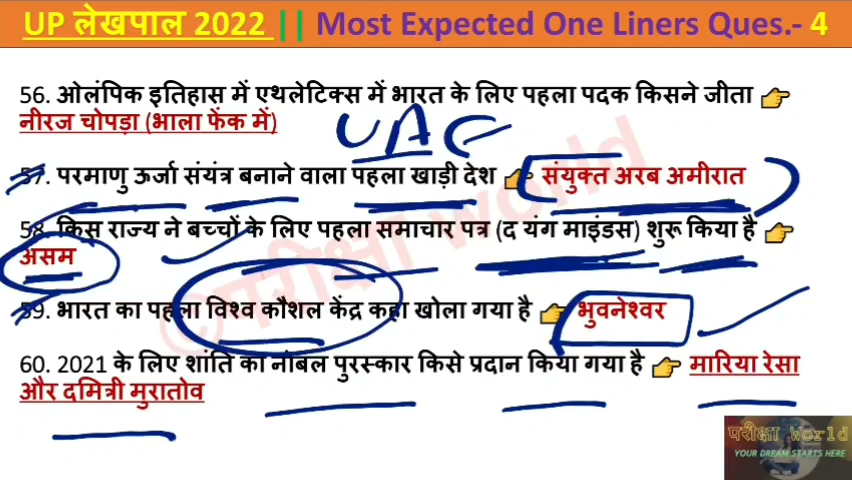 UP लेखपाल 2022 || Most Expected One Liners Ques.- 4
56. ओलंपिक इतिहास में एथलेटिक्स में भारत के लिए पहला पदक किसने जीता 👉
नीरज चोपड़ा (भाला फेंक में)
UAE
57. परमाणु ऊर्जा संयंत्र बनाने वाला पहला खाड़ी देश 👉 संयुक्त अरब अमीरात
58. किस राज्य ने बच्चों के लिए पहला समाचार पत्र (द यंग माइंडस) शुरू किया है 👉
असम
59. भारत का पहला विश्व कौशल केंद्र कहा खोला गया है 👉 भुवनेश्वर
60. 2021 के लिए शांति का नोबल पुरस्कार किसे प्रदान किया गया है 👉 मारिया रेसा
और दमित्री मुरातोव
©परीक्षा World
परीक्षा World
YOUR DREAM STARTS HERE